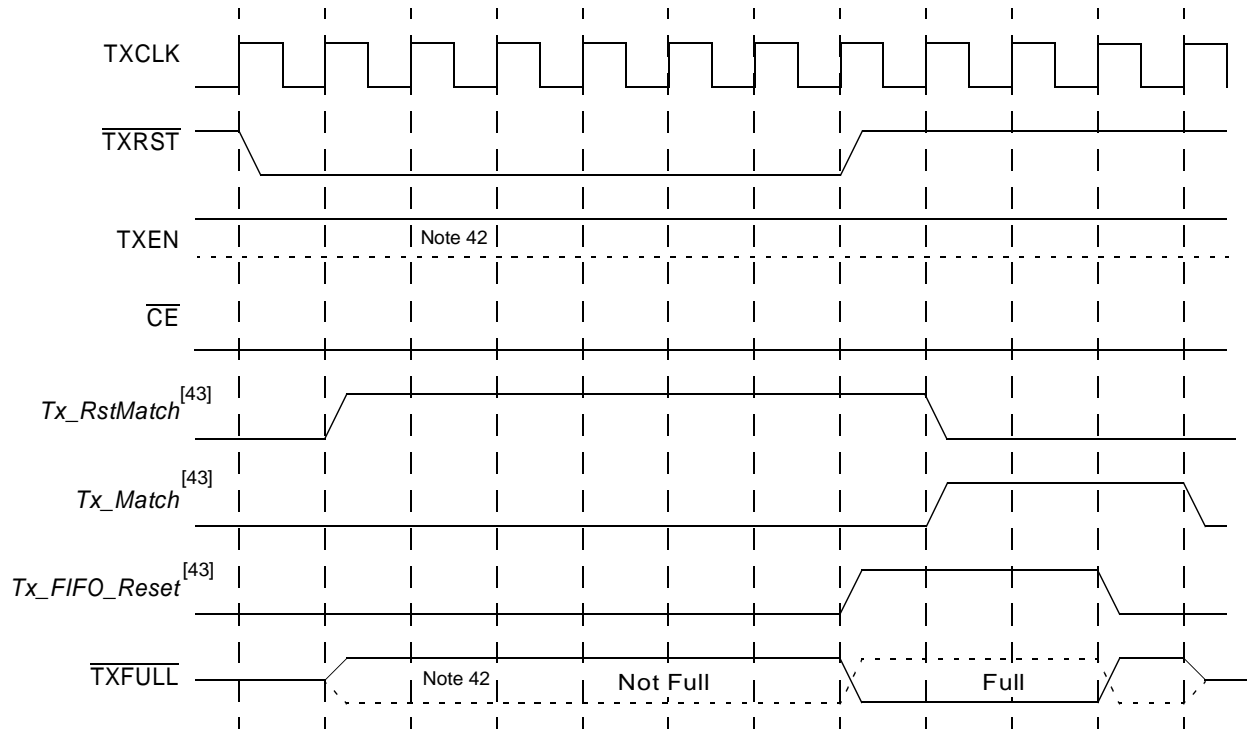 TXCLK
TXRST
TXEN
Note 42
CE
Tx_RstMatch[43]
Tx_Match[43]
Tx_FIFO_Reset[43]
TXFULL
Note 42
Not Full
Full